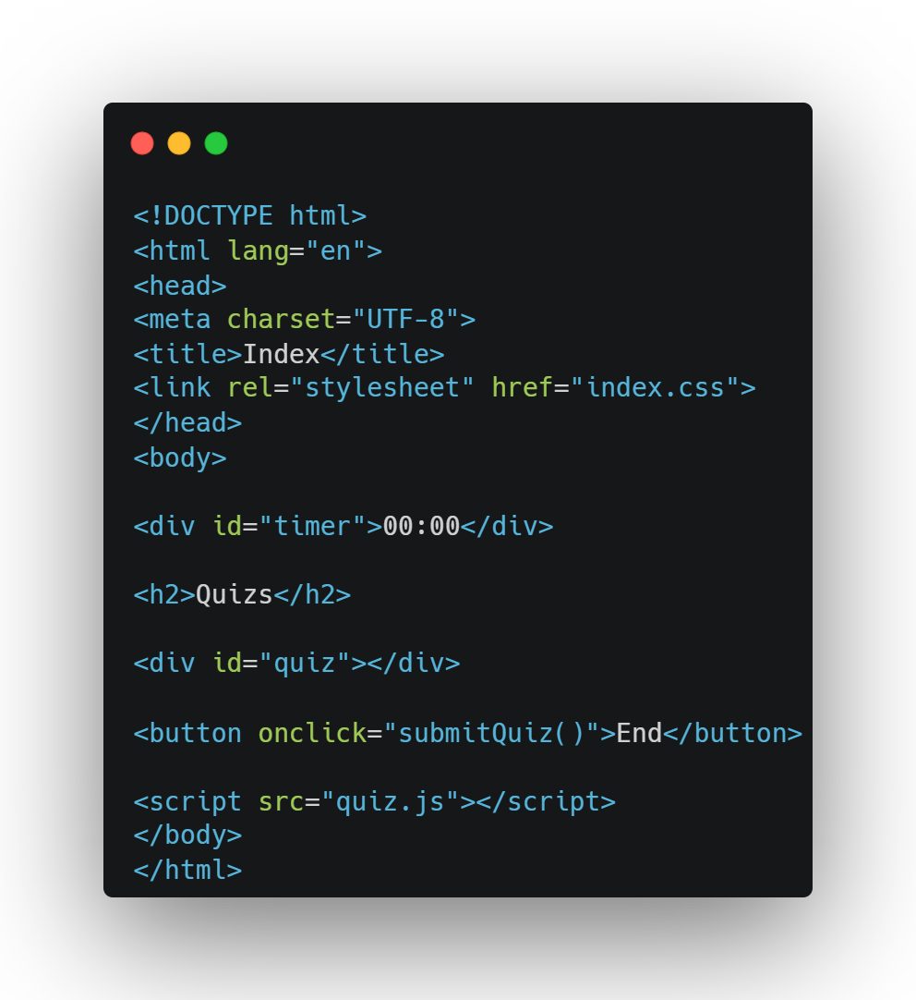 <!DOCTYPE html>
<html lang="en">
<head>
<meta charset="UTF-8">
<title>Index</title>
<link rel="stylesheet" href="index.css">
</head>
<body>
<div id="timer">00:00</div>
<h2>Quizs</h2>
<div id="quiz"></div>
<button onclick="submitQuiz()">End</button>
<script src="quiz.js"></script>
</body>
</html>